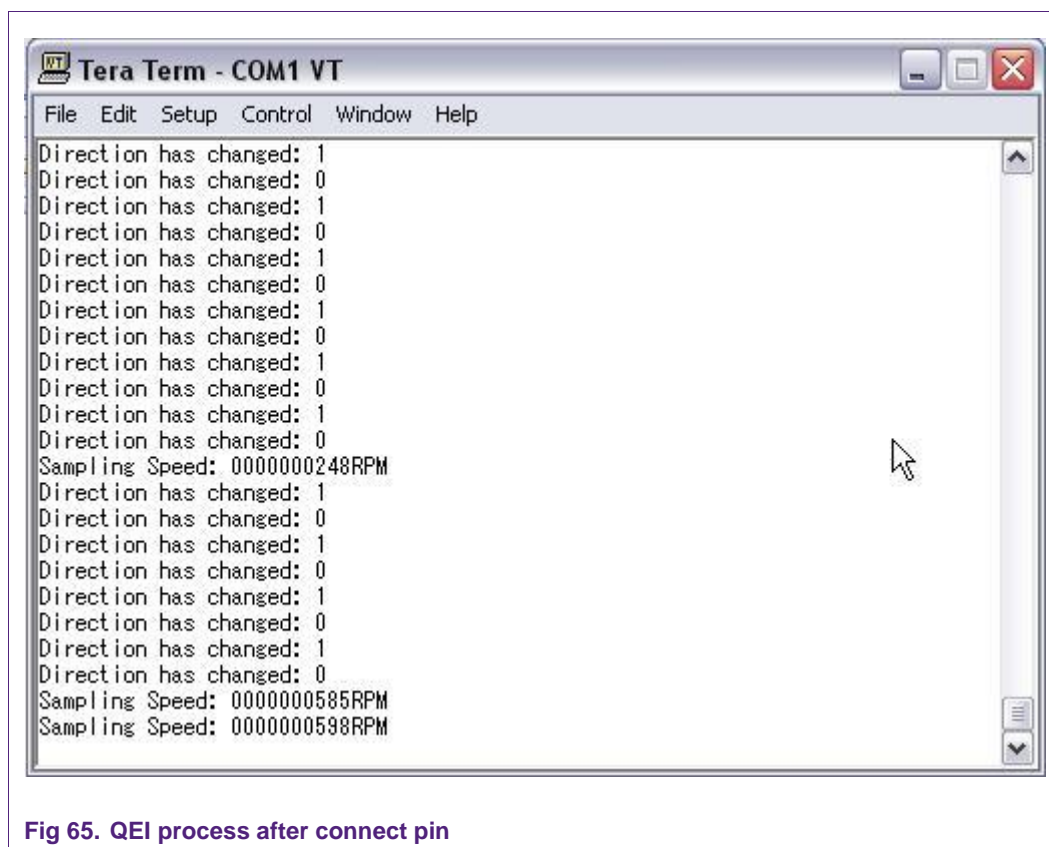 Tera Term - COM1 VT
File Edit Setup Control Window Help
Direction has changed: 1
Direction has changed: 0
Direction has changed: 1
Direction has changed: 0
Direction has changed: 1
Direction has changed: 0
Direction has changed: 1
Direction has changed: 0
Direction has changed: 1
Direction has changed: 0
Direction has changed: 1
Direction has changed: 0
Sampling Speed: 0000000248RPM
Direction has changed: 1
Direction has changed: 0
Direction has changed: 1
Direction has changed: 0
Direction has changed: 1
Direction has changed: 0
Direction has changed: 1
Direction has changed: 0
Sampling Speed: 0000000585RPM
Sampling Speed: 0000000598RPM
Fig 65. QEI process after connect pin